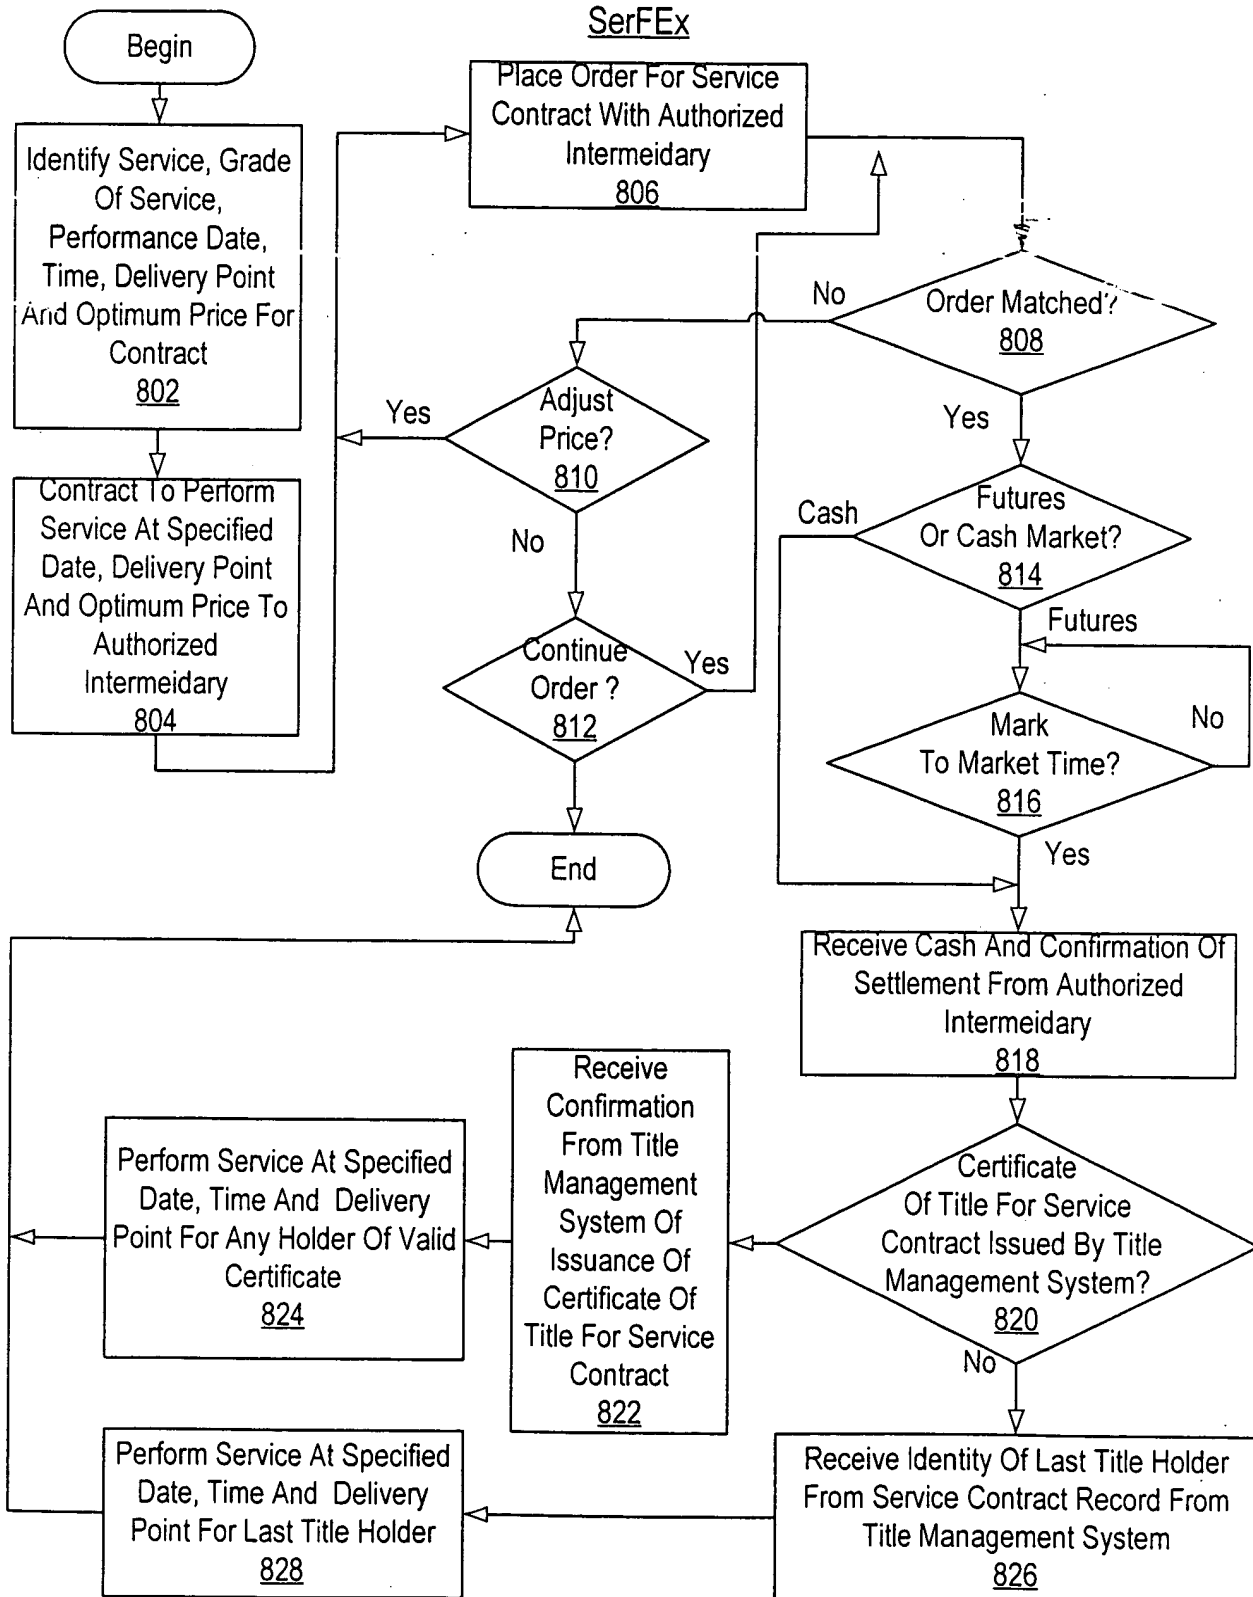 SerFEx
Begin
Identify Service, Grade
Of Service,
Performance Date,
Time, Delivery Point
And Optimum Price For
Contract
802
Contract To Perform
Service At Specified
Date, Delivery Point
And Optimum Price To
Authorized
Intermeidary
804
Place Order For Service
Contract With Authorized
Intermeidary
806
Order Matched?
808
No
Yes
Adjust
Price?
810
Yes
No
Continue
Order ?
812
Yes
End
Futures
Or Cash Market?
814
Cash
Futures
Mark
To Market Time?
816
No
Yes
Receive Cash And Confirmation Of
Settlement From Authorized
Intermeidary
818
Certificate
Of Title For Service
Contract Issued By Title
Management System?
820
No
Receive
Confirmation
From Title
Management
System Of
Issuance Of
Certificate Of
Title For Service
Contract
822
Perform Service At Specified
Date, Time And Delivery
Point For Any Holder Of Valid
Certificate
824
Receive Identity Of Last Title Holder
From Service Contract Record From
Title Management System
826
Perform Service At Specified
Date, Time And Delivery
Point For Last Title Holder
828